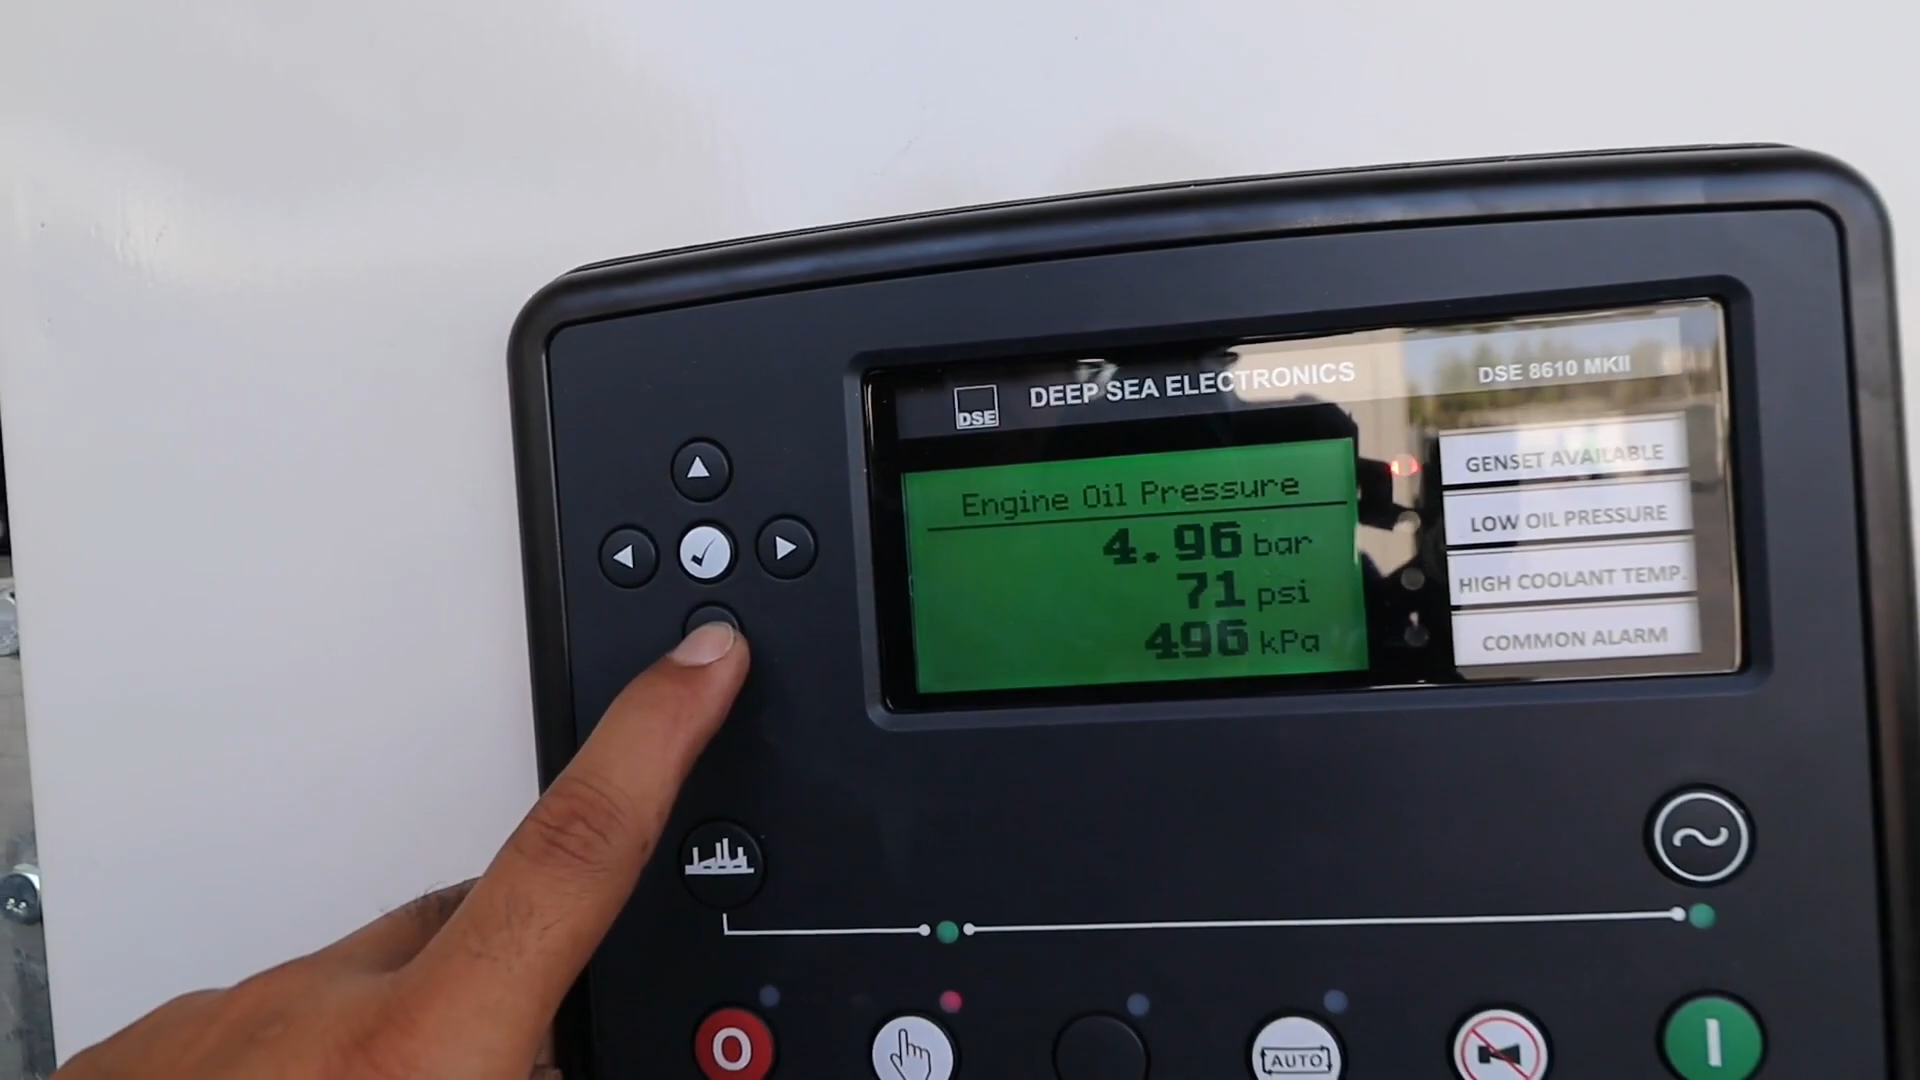 DSE
DEEP SEA ELECTRONICS
DSE 8610 MKII
Engine Oil Pressure
4.96 bar
71 psi
496 kPa
GENSET AVAILABLE
LOW OIL PRESSURE
HIGH COOLANT TEMP.
COMMON ALARM
O
AUTO
I